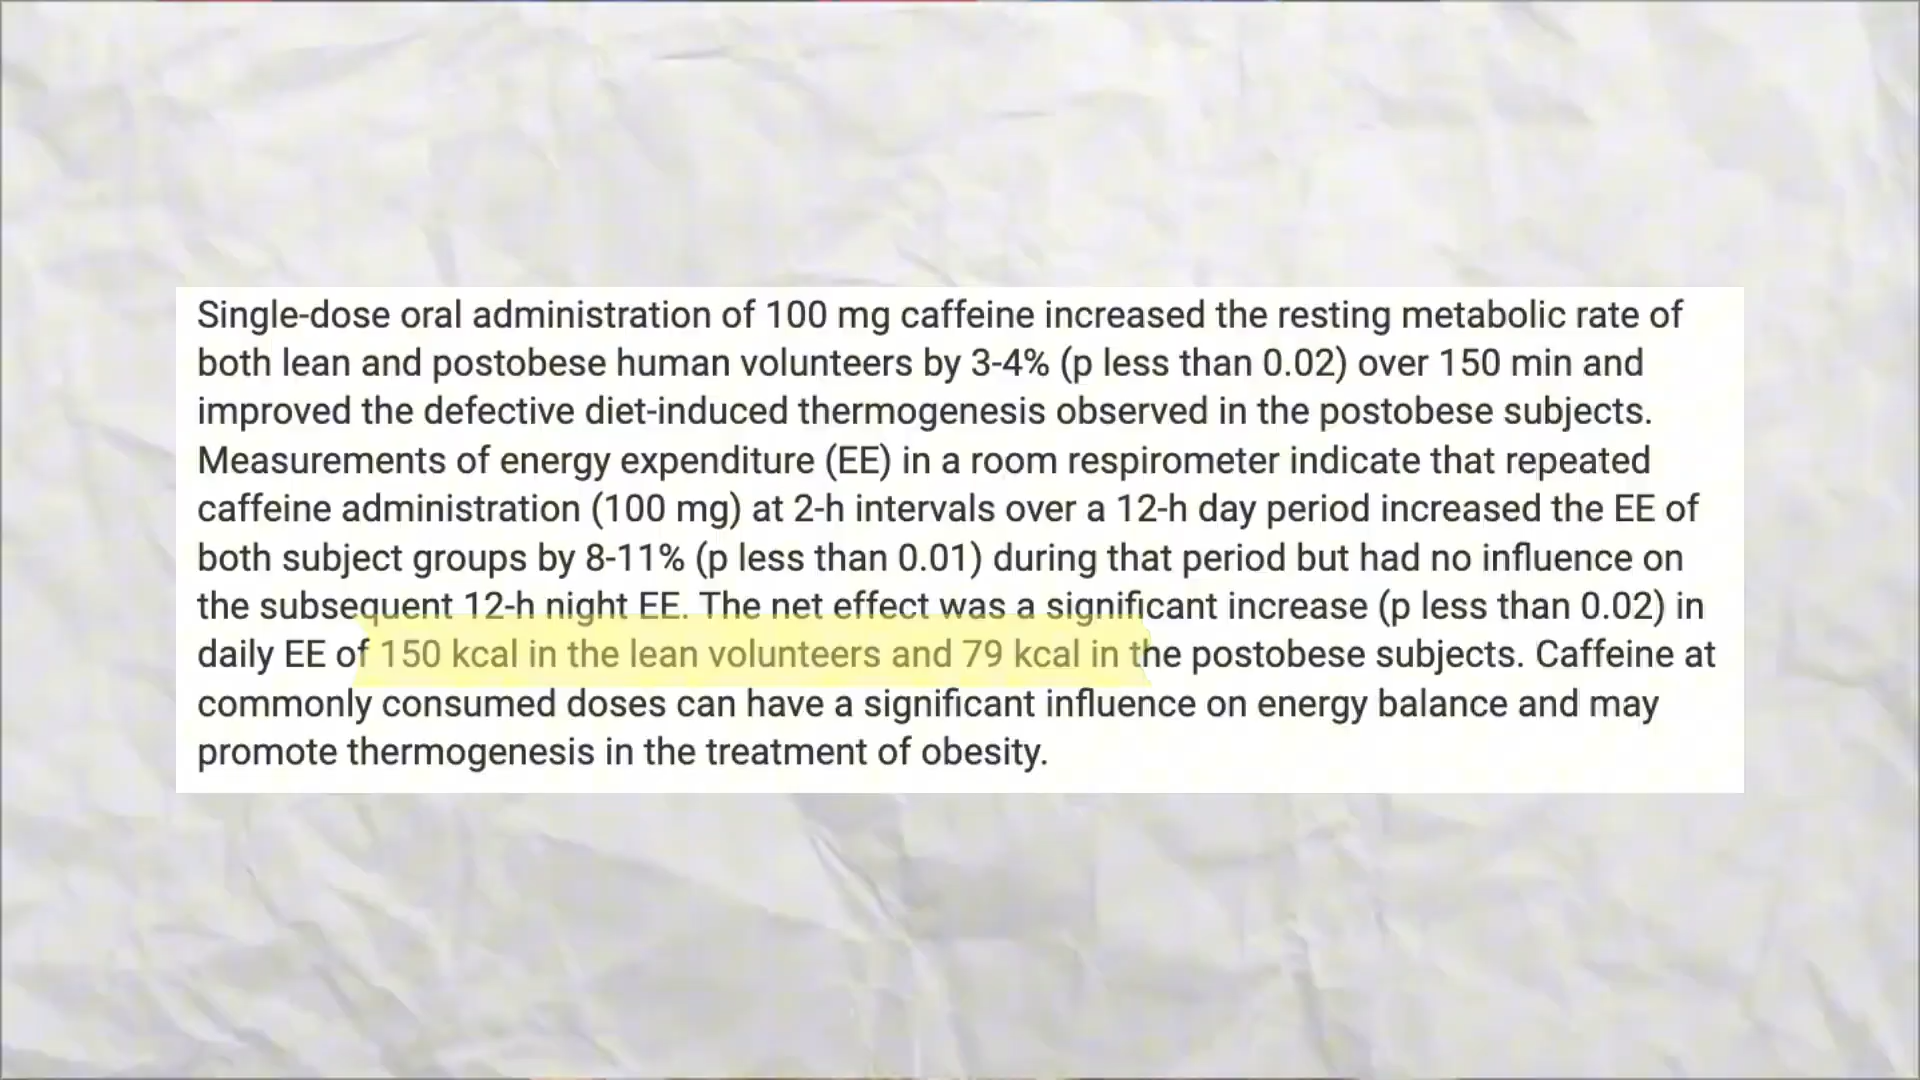 Single-dose oral administration of 100 mg caffeine increased the resting metabolic rate of
both lean and postobese human volunteers by 3-4% (p less than 0.02) over 150 min and
improved the defective diet-induced thermogenesis observed in the postobese subjects.
Measurements of energy expenditure (EE) in a room respirometer indicate that repeated
caffeine administration (100 mg) at 2-h intervals over a 12-h day period increased the EE of
both subject groups by 8-11% (p less than 0.01) during that period but had no influence on
the subsequent 12-h night EE. The net effect was a significant increase (p less than 0.02) in
daily EE of 150 kcal in the lean volunteers and 79 kcal in the postobese subjects. Caffeine at
commonly consumed doses can have a significant influence on energy balance and may
promote thermogenesis in the treatment of obesity.